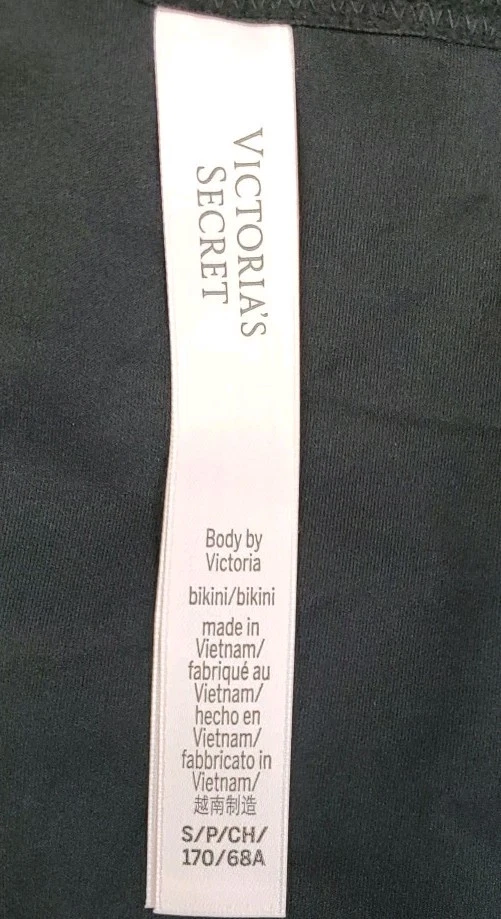 VICTORIA'S
SECRET
Body by
Victoria
bikini/bikini
made in
Vietnam/
fabriqué au
Vietnam/
hecho en
Vietnam/
fabbricato in
Vietnam/
越南制造
S/P/CH/
170/68A